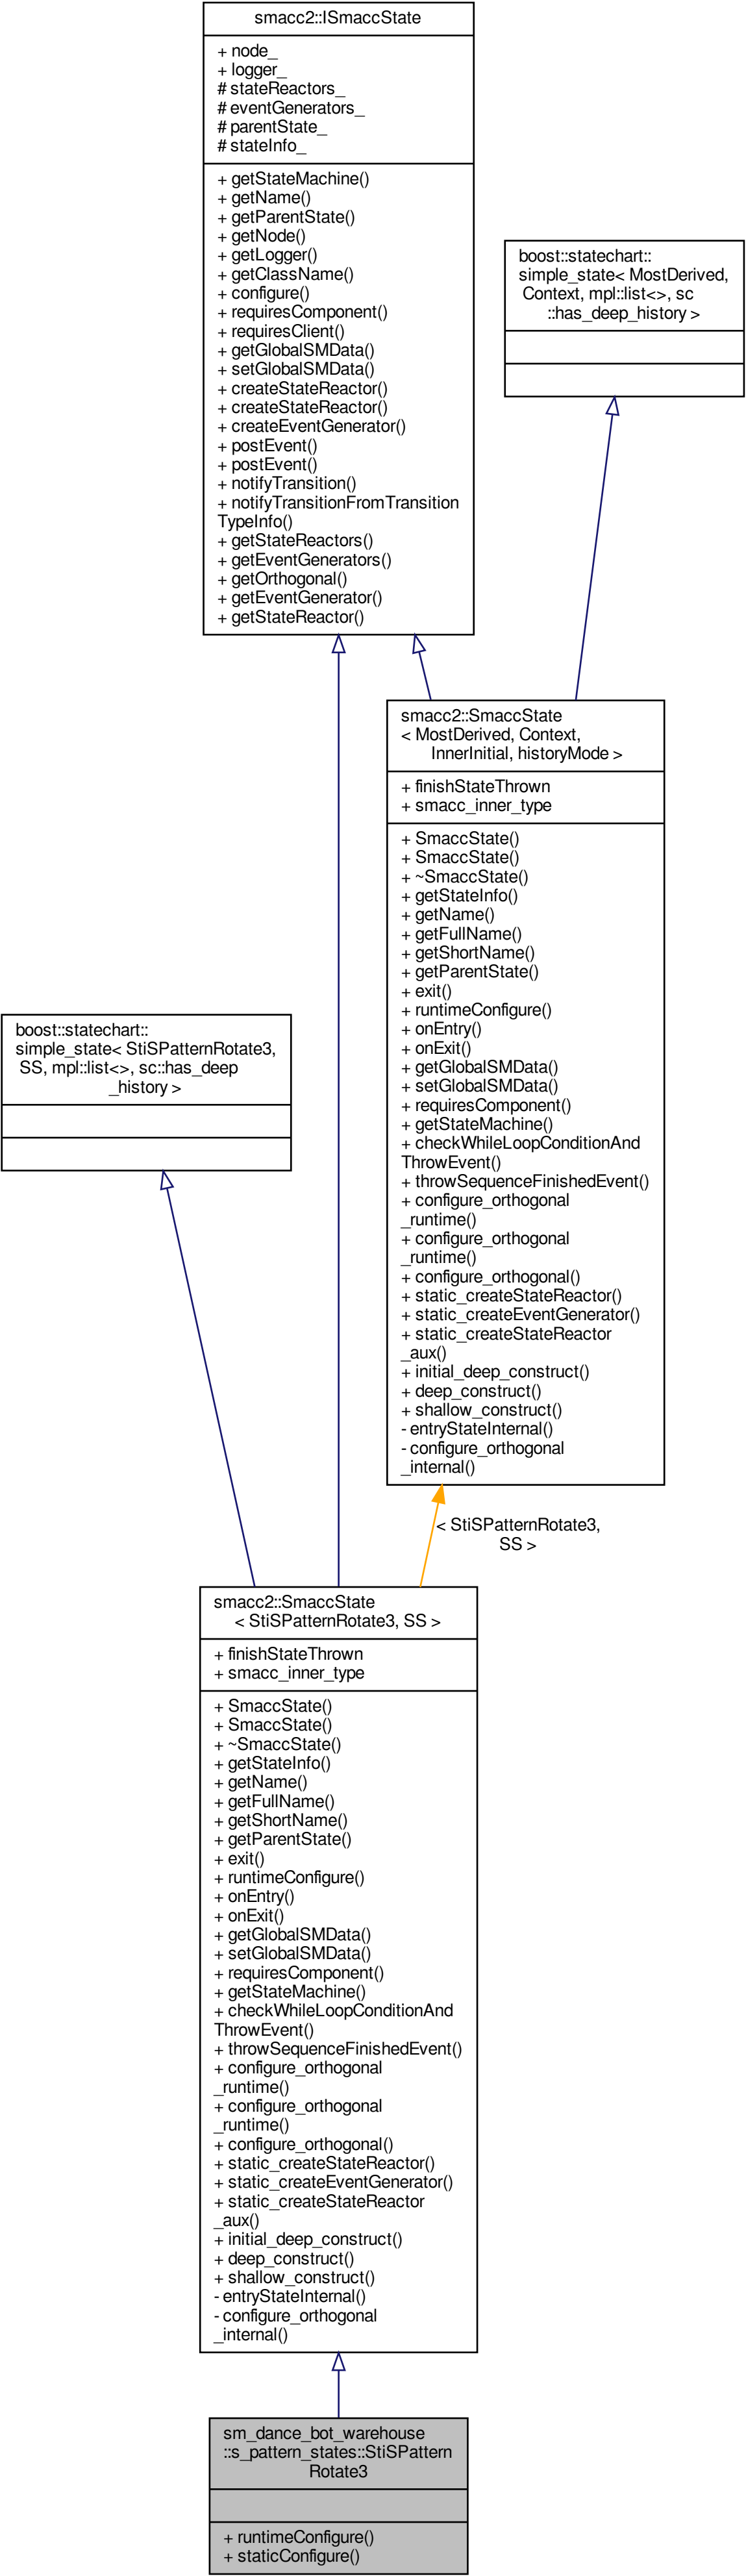 smacc2::ISmaccState
+ node_
+ logger_
# stateReactors_
# eventGenerators_
# parentState_
# stateInfo_
+ getStateMachine()
+ getName()
+ getParentState()
+ getNode()
+ getLogger()
+ getClassName()
+ configure()
+ requiresComponent()
+ requiresClient()
+ getGlobalSMData()
+ setGlobalSMData()
+ createStateReactor()
+ createStateReactor()
+ createEventGenerator()
+ postEvent()
+ postEvent()
+ notifyTransition()
+ notifyTransitionFromTransition
TypeInfo()
+ getStateReactors()
+ getEventGenerators()
+ getOrthogonal()
+ getEventGenerator()
+ getStateReactor()
boost::statechart::
simple_state< MostDerived,
Context, mpl::list<>, sc
::has_deep_history >
smacc2::SmaccState
< MostDerived, Context,
InnerInitial, historyMode >
+ finishStateThrown
+ smacc_inner_type
+ SmaccState()
+ SmaccState()
+ ~SmaccState()
+ getStateInfo()
+ getName()
+ getFullName()
+ getShortName()
+ getParentState()
+ exit()
+ runtimeConfigure()
+ onEntry()
+ onExit()
+ getGlobalSMData()
+ setGlobalSMData()
+ requiresComponent()
+ getStateMachine()
+ checkWhileLoopConditionAnd
ThrowEvent()
+ throwSequenceFinishedEvent()
+ configure_orthogonal
_runtime()
+ configure_orthogonal
_runtime()
+ configure_orthogonal()
+ static_createStateReactor()
+ static_createEventGenerator()
+ static_createStateReactor
_aux()
+ initial_deep_construct()
+ deep_construct()
+ shallow_construct()
- entryStateInternal()
- configure_orthogonal
_internal()
boost::statechart::
simple_state< StiSPatternRotate3,
SS, mpl::list<>, sc::has_deep
_history >
< StiSPatternRotate3,
SS >
smacc2::SmaccState
< StiSPatternRotate3, SS >
+ finishStateThrown
+ smacc_inner_type
+ SmaccState()
+ SmaccState()
+ ~SmaccState()
+ getStateInfo()
+ getName()
+ getFullName()
+ getShortName()
+ getParentState()
+ exit()
+ runtimeConfigure()
+ onEntry()
+ onExit()
+ getGlobalSMData()
+ setGlobalSMData()
+ requiresComponent()
+ getStateMachine()
+ checkWhileLoopConditionAnd
ThrowEvent()
+ throwSequenceFinishedEvent()
+ configure_orthogonal
_runtime()
+ configure_orthogonal
_runtime()
+ configure_orthogonal()
+ static_createStateReactor()
+ static_createEventGenerator()
+ static_createStateReactor
_aux()
+ initial_deep_construct()
+ deep_construct()
+ shallow_construct()
- entryStateInternal()
- configure_orthogonal
_internal()
sm_dance_bot_warehouse
::s_pattern_states::StiSPattern
Rotate3
+ runtimeConfigure()
+ staticConfigure()